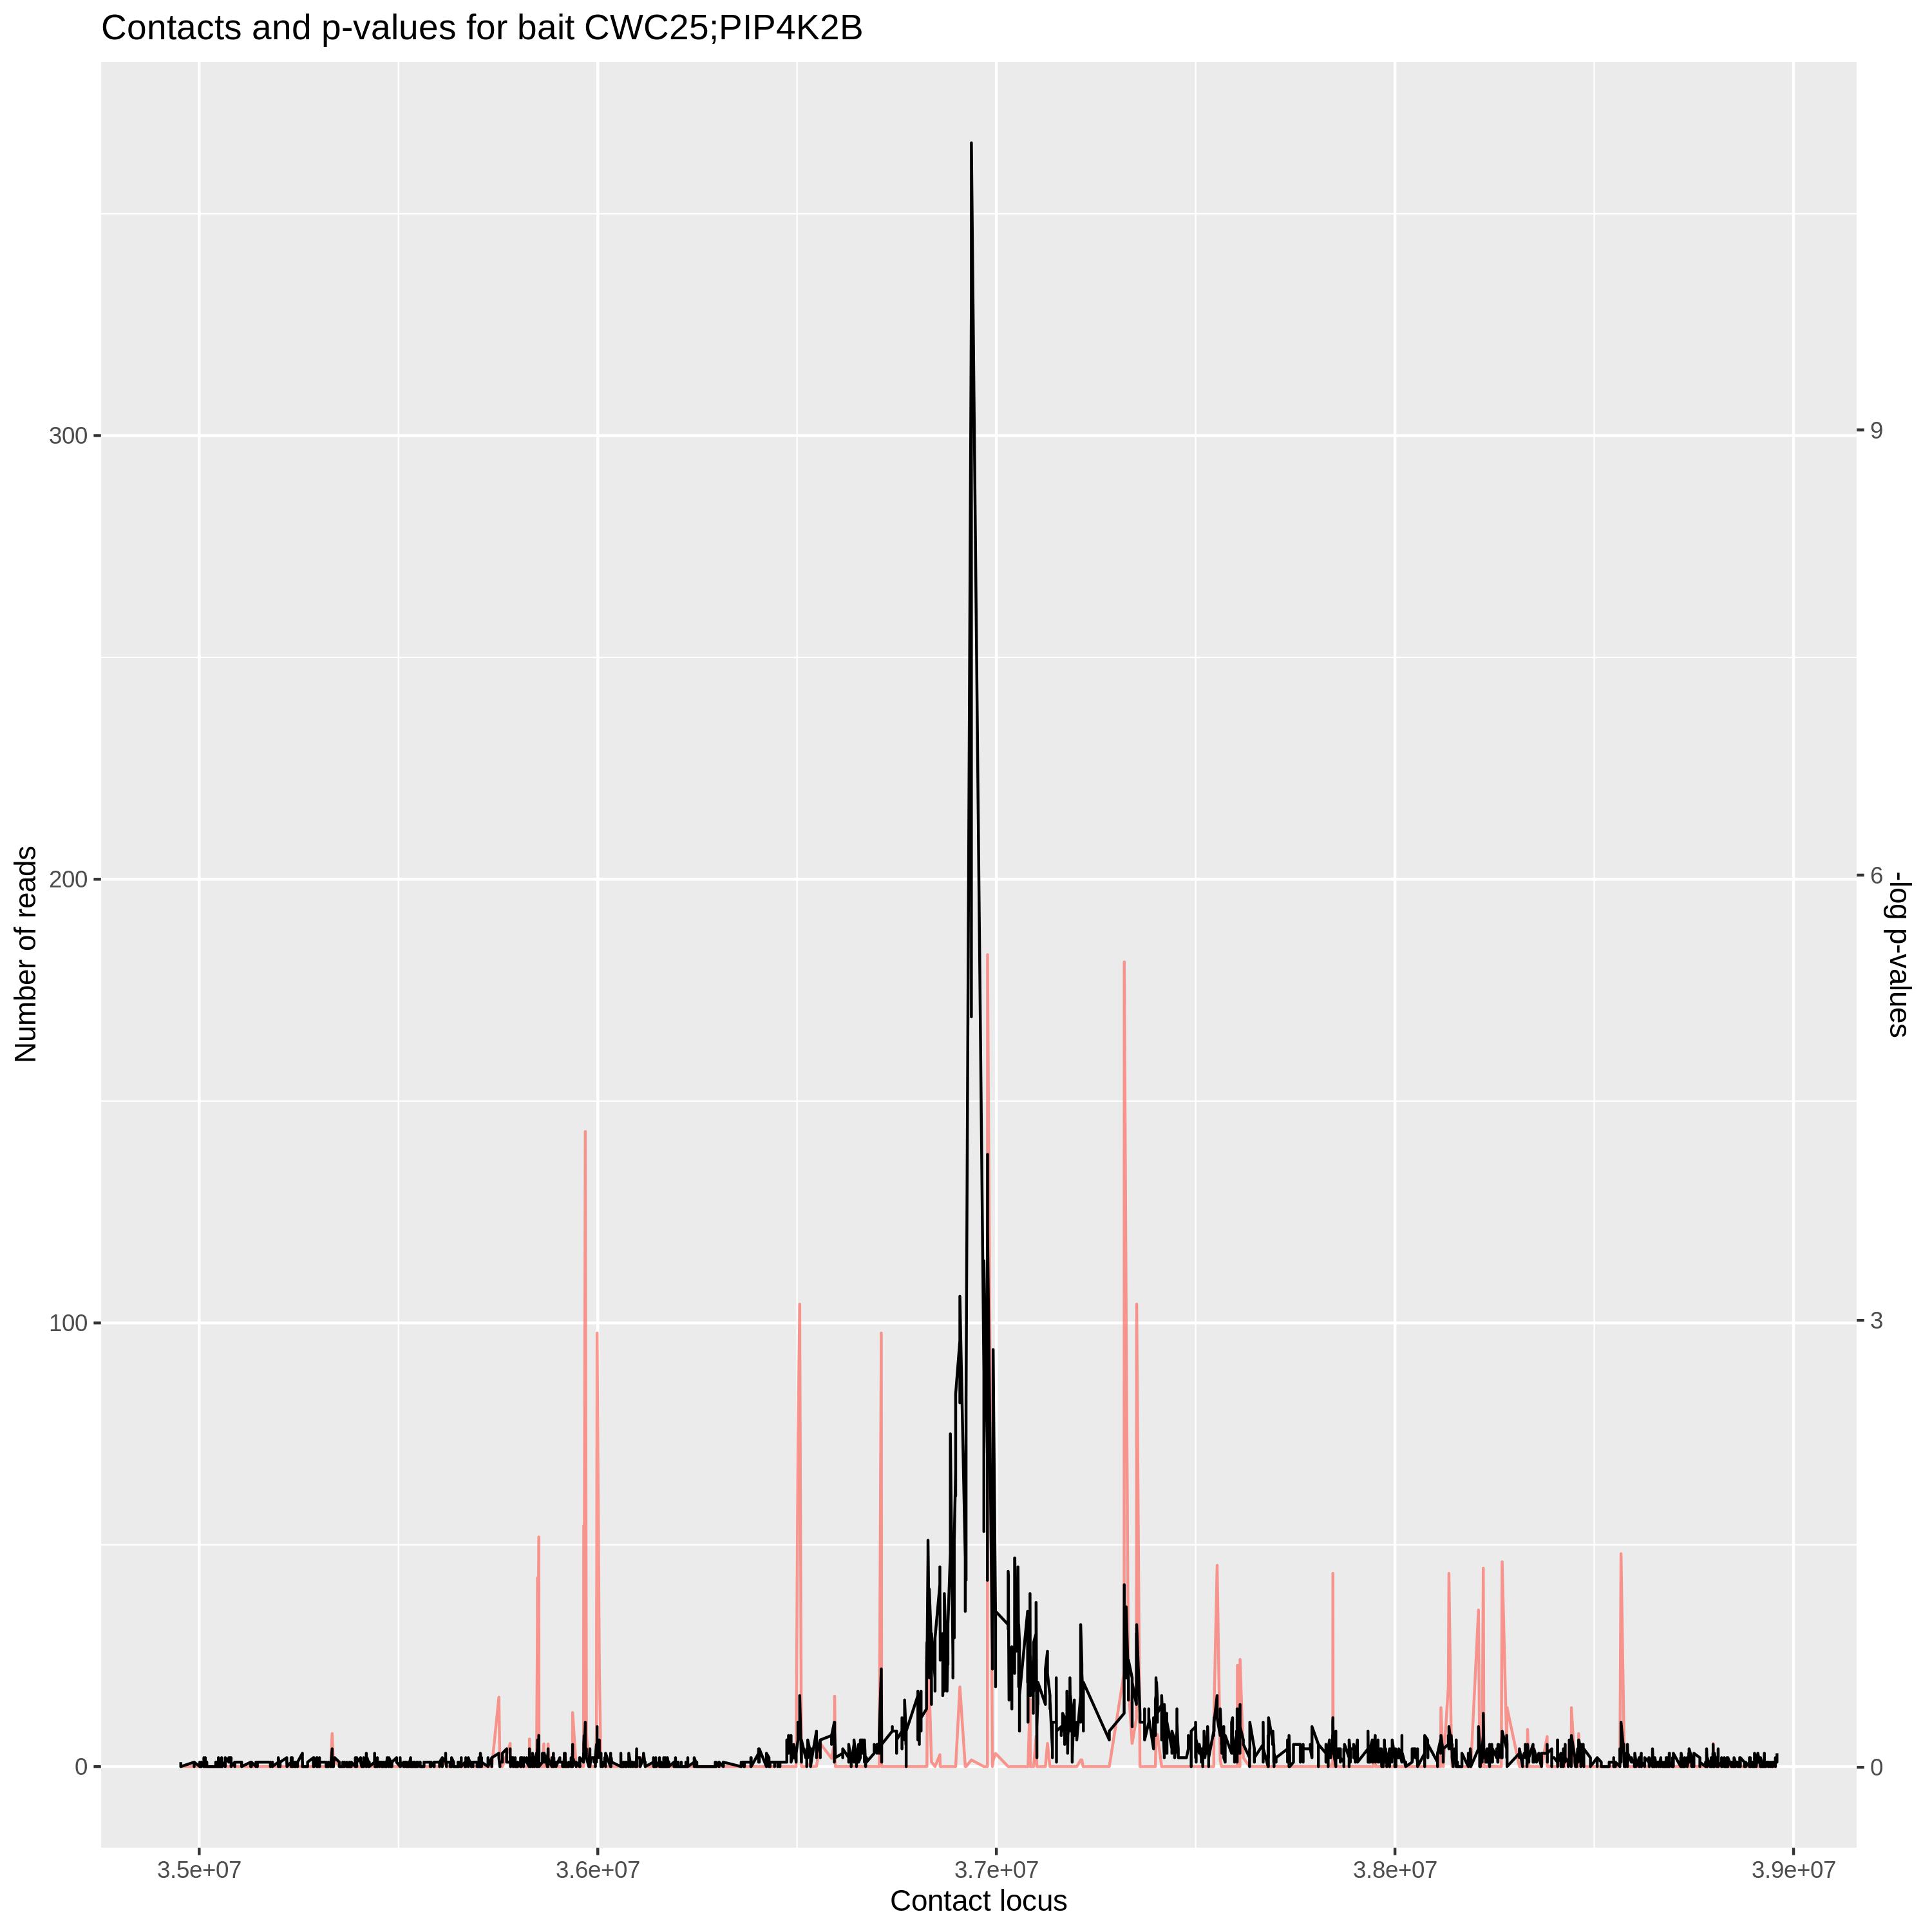 Contacts and p-values for bait CWC25;PIP4K2B
Number of reads
300
200
100
0
9
6
3
0
-log p-values
3.5e+07 3.6e+07 3.7e+07 3.8e+07 3.9e+07
Contact locus